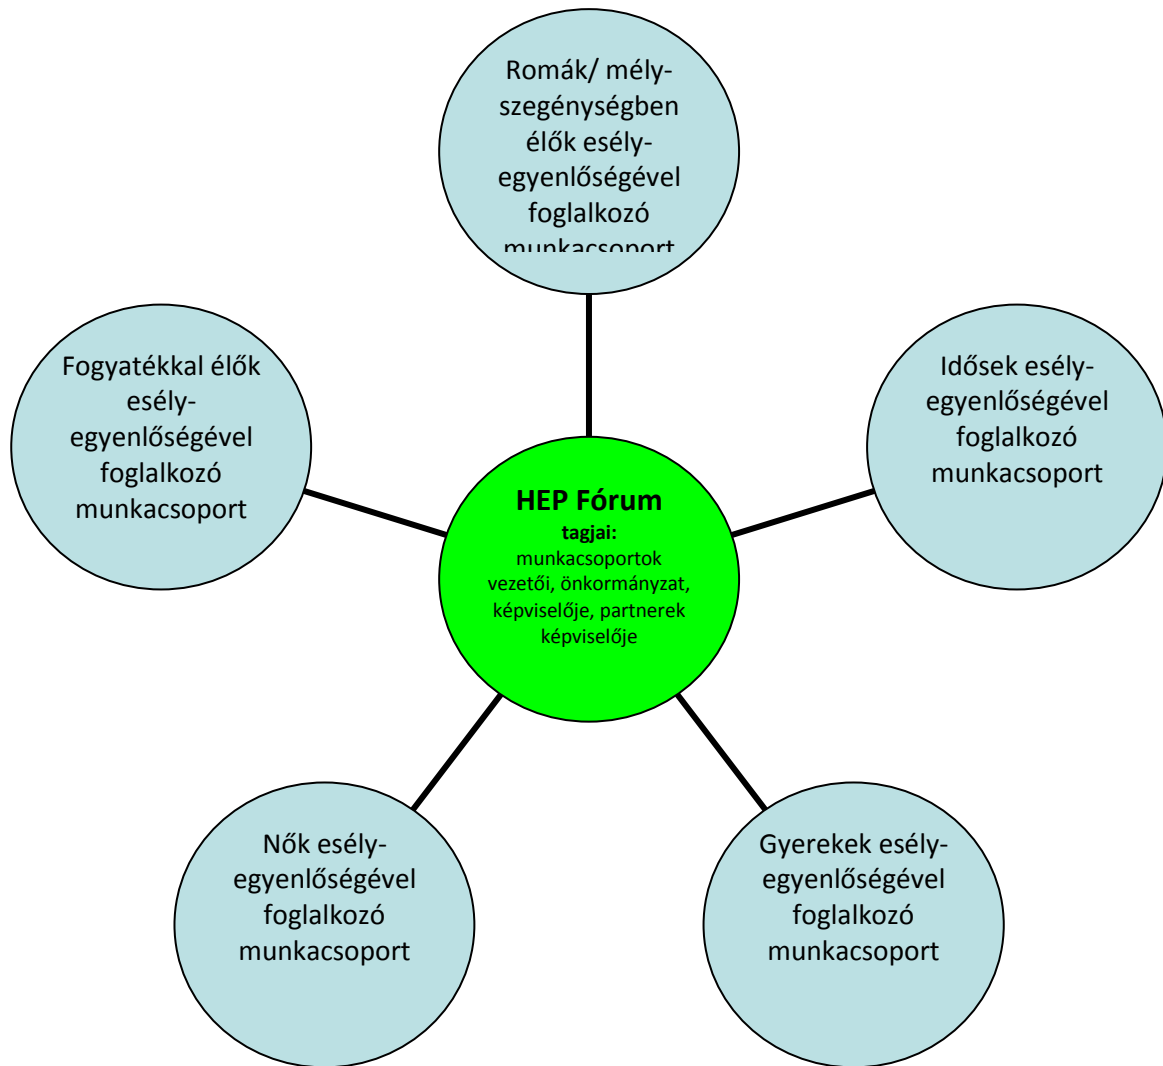 Romák/ mély-
szegénységben
élők esély-
egyenlőségével
foglalkozó
munkacsoport
Fogyatékkal élők
esély-
egyenlőségével
foglalkozó
munkacsoport
Idősek esély-
egyenlőségével
foglalkozó
munkacsoport
HEP Fórum
tagjai:
munkacsoportok
vezetői, önkormányzat,
képviselője, partnerek
képviselője
Nők esély-
egyenlőségével
foglalkozó
munkacsoport
Gyerekek esély-
egyenlőségével
foglalkozó
munkacsoport